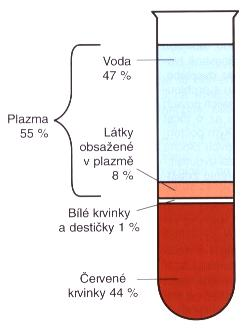 Voda
47 %
Plazma
55 %
Látky
obsažené
v plazmě
8 %
Bílé krvinky
a destičky 1 %
Červené
krvinky 44 %